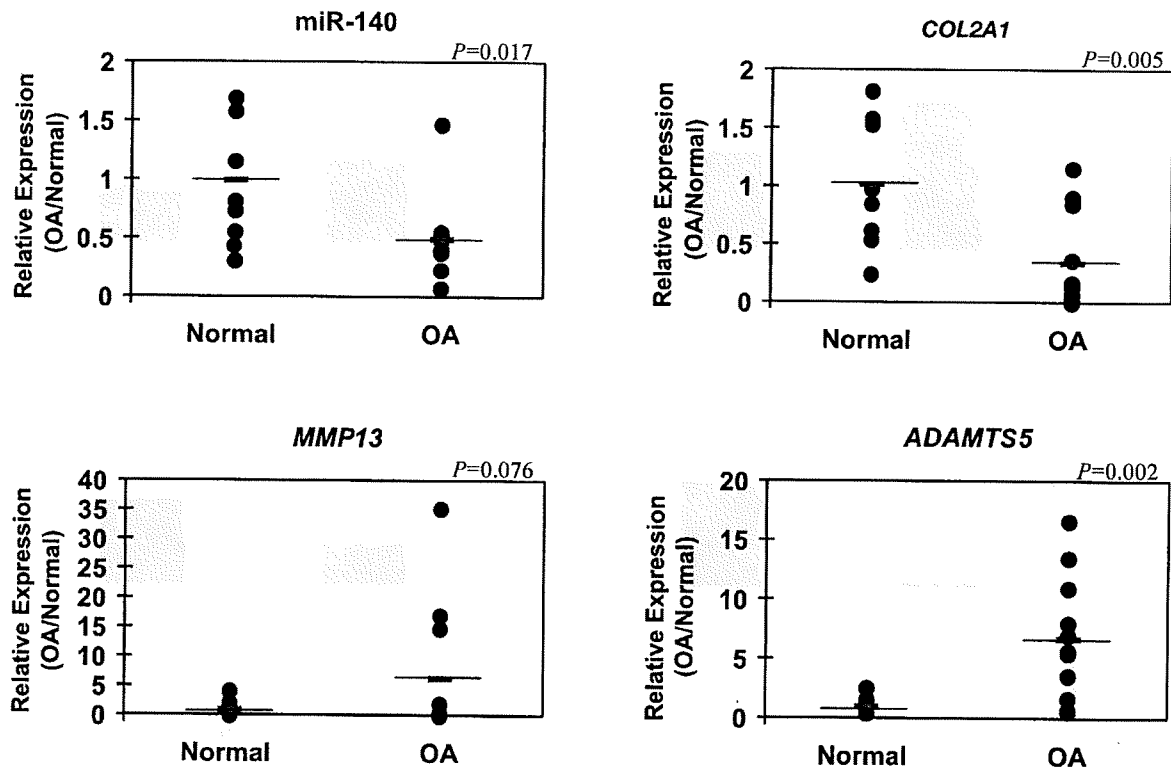 miR-140
P=0.017
Relative Expression
(OA/Normal)
2
1.5
1
0.5
0
Normal OA
COL2A1
P=0.005
Relative Expression
(OA/Normal)
2
1.5
1
0.5
0
Normal OA
MMP13
P=0.076
Relative Expression
(OA/Normal)
40
35
30
25
20
15
10
5
0
Normal OA
ADAMTS5
P=0.002
Relative Expression
(OA/Normal)
20
15
10
5
0
Normal OA